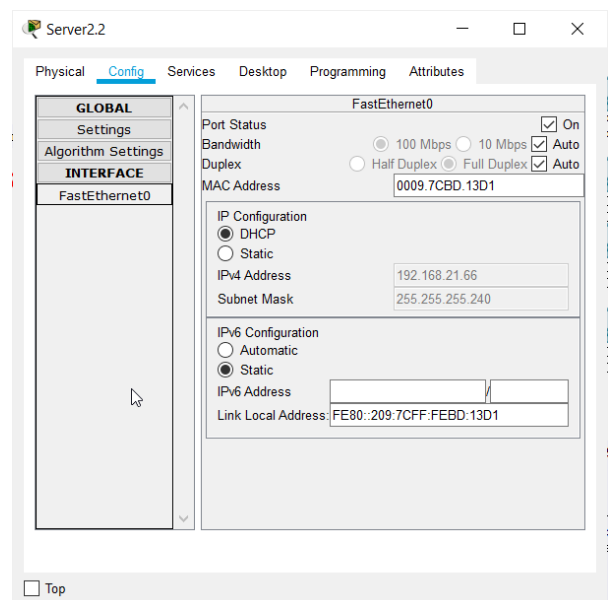 Server2.2
Physical Config Services Desktop Programming Attributes
GLOBAL
Settings
Algorithm Settings
INTERFACE
FastEthernet0
FastEthernet0
Port Status On
Bandwidth 100 Mbps 10 Mbps Auto
Duplex Half Duplex Full Duplex Auto
MAC Address 0009.7CBD.13D1
IP Configuration
DHCP
Static
IPv4 Address 192.168.21.66
Subnet Mask 255.255.255.240
IPv6 Configuration
Automatic
Static
IPv6 Address /
Link Local Address: FE80::209:7CFF:FEBD:13D1
Top